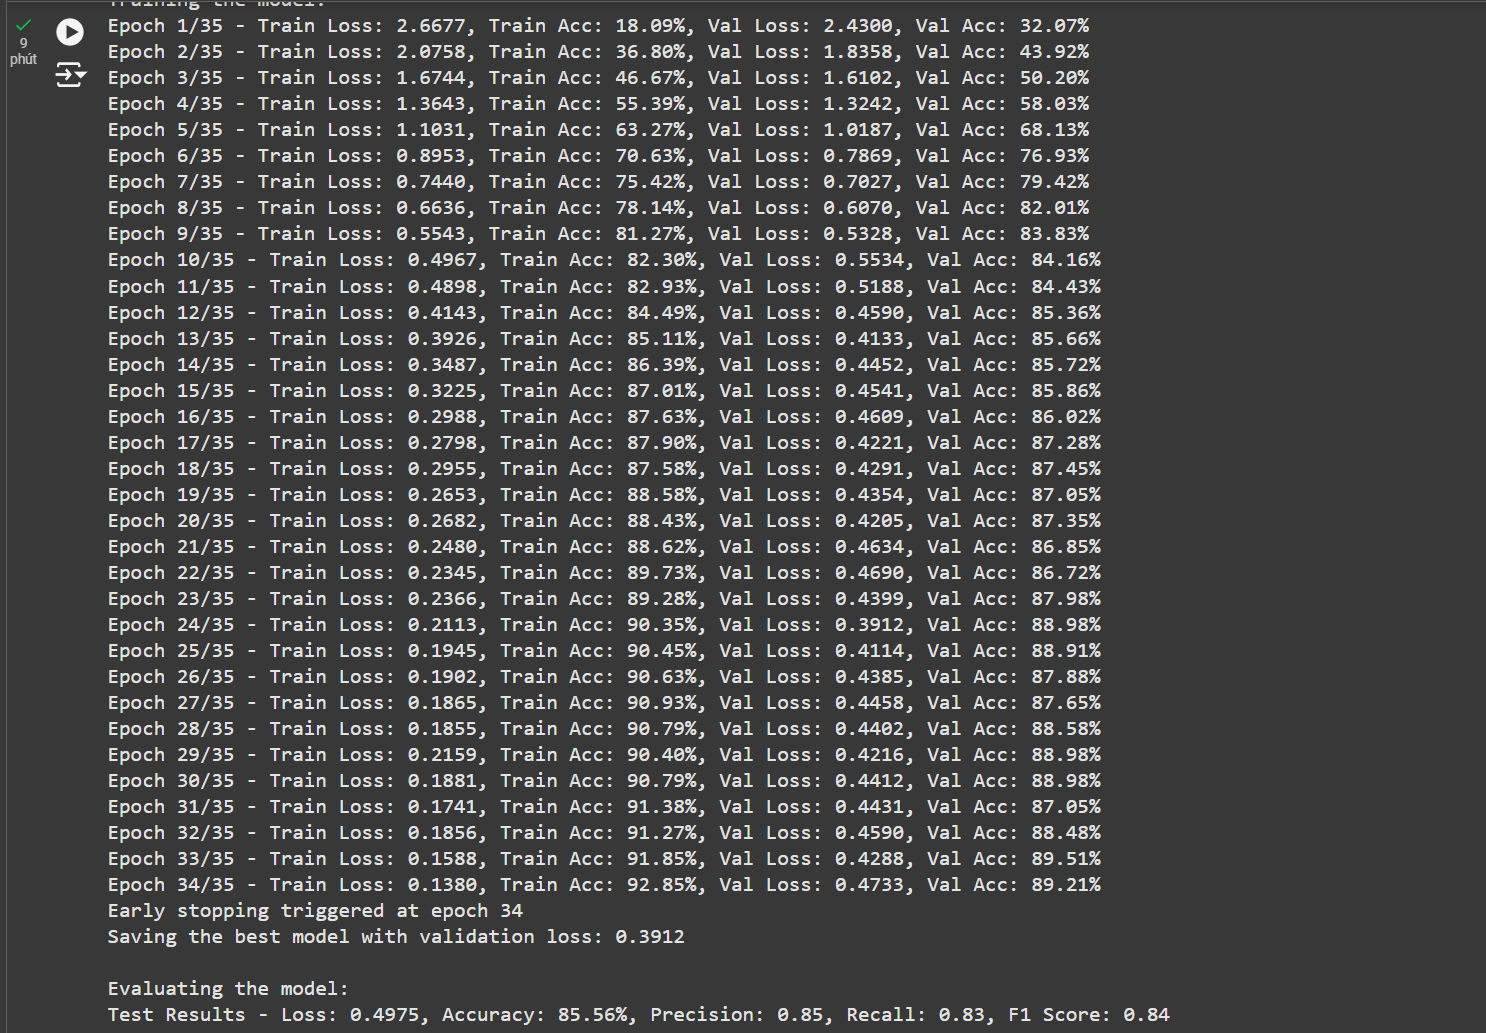 Training the model:
Epoch 1/35 - Train Loss: 2.6677, Train Acc: 18.09%, Val Loss: 2.4300, Val Acc: 32.07%
9
Epoch 2/35 - Train Loss: 2.0758, Train Acc: 36.80%, Val Loss: 1.8358, Val Acc: 43.92%
phút
Epoch 3/35 - Train Loss: 1.6744, Train Acc: 46.67%, Val Loss: 1.6102, Val Acc: 50.20%
Epoch 4/35 - Train Loss: 1.3643, Train Acc: 55.39%, Val Loss: 1.3242, Val Acc: 58.03%
Epoch 5/35 - Train Loss: 1.1031, Train Acc: 63.27%, Val Loss: 1.0187, Val Acc: 68.13%
Epoch 6/35 - Train Loss: 0.8953, Train Acc: 70.63%, Val Loss: 0.7869, Val Acc: 76.93%
Epoch 7/35 - Train Loss: 0.7440, Train Acc: 75.42%, Val Loss: 0.7027, Val Acc: 79.42%
Epoch 8/35 - Train Loss: 0.6636, Train Acc: 78.14%, Val Loss: 0.6070, Val Acc: 82.01%
Epoch 9/35 - Train Loss: 0.5543, Train Acc: 81.27%, Val Loss: 0.5328, Val Acc: 83.83%
Epoch 10/35 - Train Loss: 0.4967, Train Acc: 82.30%, Val Loss: 0.5534, Val Acc: 84.16%
Epoch 11/35 - Train Loss: 0.4898, Train Acc: 82.93%, Val Loss: 0.5188, Val Acc: 84.43%
Epoch 12/35 - Train Loss: 0.4143, Train Acc: 84.49%, Val Loss: 0.4590, Val Acc: 85.36%
Epoch 13/35 - Train Loss: 0.3926, Train Acc: 85.11%, Val Loss: 0.4133, Val Acc: 85.66%
Epoch 14/35 - Train Loss: 0.3487, Train Acc: 86.39%, Val Loss: 0.4452, Val Acc: 85.72%
Epoch 15/35 - Train Loss: 0.3225, Train Acc: 87.01%, Val Loss: 0.4541, Val Acc: 85.86%
Epoch 16/35 - Train Loss: 0.2988, Train Acc: 87.63%, Val Loss: 0.4609, Val Acc: 86.02%
Epoch 17/35 - Train Loss: 0.2798, Train Acc: 87.90%, Val Loss: 0.4221, Val Acc: 87.28%
Epoch 18/35 - Train Loss: 0.2955, Train Acc: 87.58%, Val Loss: 0.4291, Val Acc: 87.45%
Epoch 19/35 - Train Loss: 0.2653, Train Acc: 88.58%, Val Loss: 0.4354, Val Acc: 87.05%
Epoch 20/35 - Train Loss: 0.2682, Train Acc: 88.43%, Val Loss: 0.4205, Val Acc: 87.35%
Epoch 21/35 - Train Loss: 0.2480, Train Acc: 88.62%, Val Loss: 0.4634, Val Acc: 86.85%
Epoch 22/35 - Train Loss: 0.2345, Train Acc: 89.73%, Val Loss: 0.4690, Val Acc: 86.72%
Epoch 23/35 - Train Loss: 0.2366, Train Acc: 89.28%, Val Loss: 0.4399, Val Acc: 87.98%
Epoch 24/35 - Train Loss: 0.2113, Train Acc: 90.35%, Val Loss: 0.3912, Val Acc: 88.98%
Epoch 25/35 - Train Loss: 0.1945, Train Acc: 90.45%, Val Loss: 0.4114, Val Acc: 88.91%
Epoch 26/35 - Train Loss: 0.1902, Train Acc: 90.63%, Val Loss: 0.4385, Val Acc: 87.88%
Epoch 27/35 - Train Loss: 0.1865, Train Acc: 90.93%, Val Loss: 0.4458, Val Acc: 87.65%
Epoch 28/35 - Train Loss: 0.1855, Train Acc: 90.79%, Val Loss: 0.4402, Val Acc: 88.58%
Epoch 29/35 - Train Loss: 0.2159, Train Acc: 90.40%, Val Loss: 0.4216, Val Acc: 88.98%
Epoch 30/35 - Train Loss: 0.1881, Train Acc: 90.79%, Val Loss: 0.4412, Val Acc: 88.98%
Epoch 31/35 - Train Loss: 0.1741, Train Acc: 91.38%, Val Loss: 0.4431, Val Acc: 87.05%
Epoch 32/35 - Train Loss: 0.1856, Train Acc: 91.27%, Val Loss: 0.4590, Val Acc: 88.48%
Epoch 33/35 - Train Loss: 0.1588, Train Acc: 91.85%, Val Loss: 0.4288, Val Acc: 89.51%
Epoch 34/35 - Train Loss: 0.1380, Train Acc: 92.85%, Val Loss: 0.4733, Val Acc: 89.21%
Early stopping triggered at epoch 34
Saving the best model with validation loss: 0.3912
Evaluating the model:
Test Results - Loss: 0.4975, Accuracy: 85.56%, Precision: 0.85, Recall: 0.83, F1 Score: 0.84